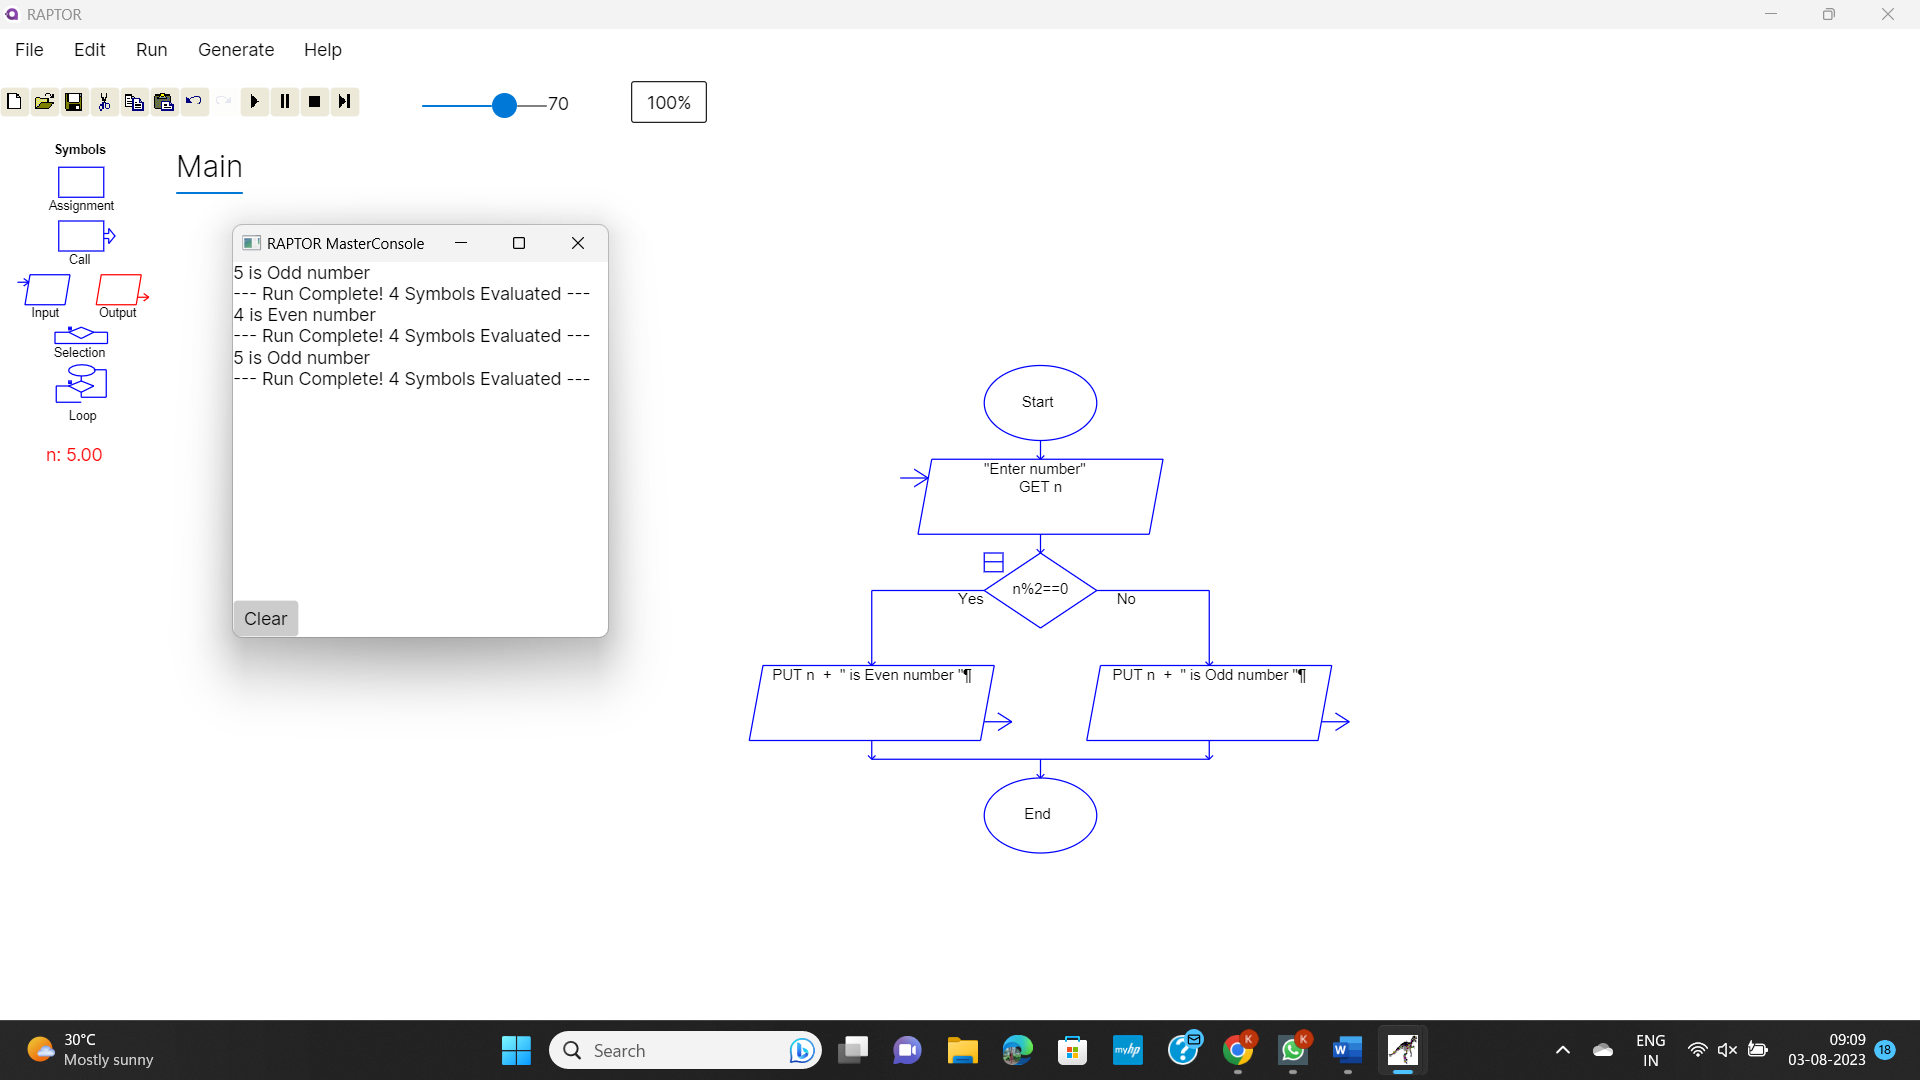 RAPTOR
File Edit Run Generate Help
70
100%
Symbols
Assignment
Call
Input Output
Selection
Loop
n: 5.00
Main
RAPTOR MasterConsole
5 is Odd number
--- Run Complete! 4 Symbols Evaluated ---
4 is Even number
--- Run Complete! 4 Symbols Evaluated ---
5 is Odd number
--- Run Complete! 4 Symbols Evaluated ---
Clear
Start
"Enter number"
GET n
n%2==0
Yes No
PUT n + " is Even number "¶
PUT n + " is Odd number "¶
End
30°C
Mostly sunny
Search
myhp
K
K
W
ENG
IN
09:09
03-08-2023
18